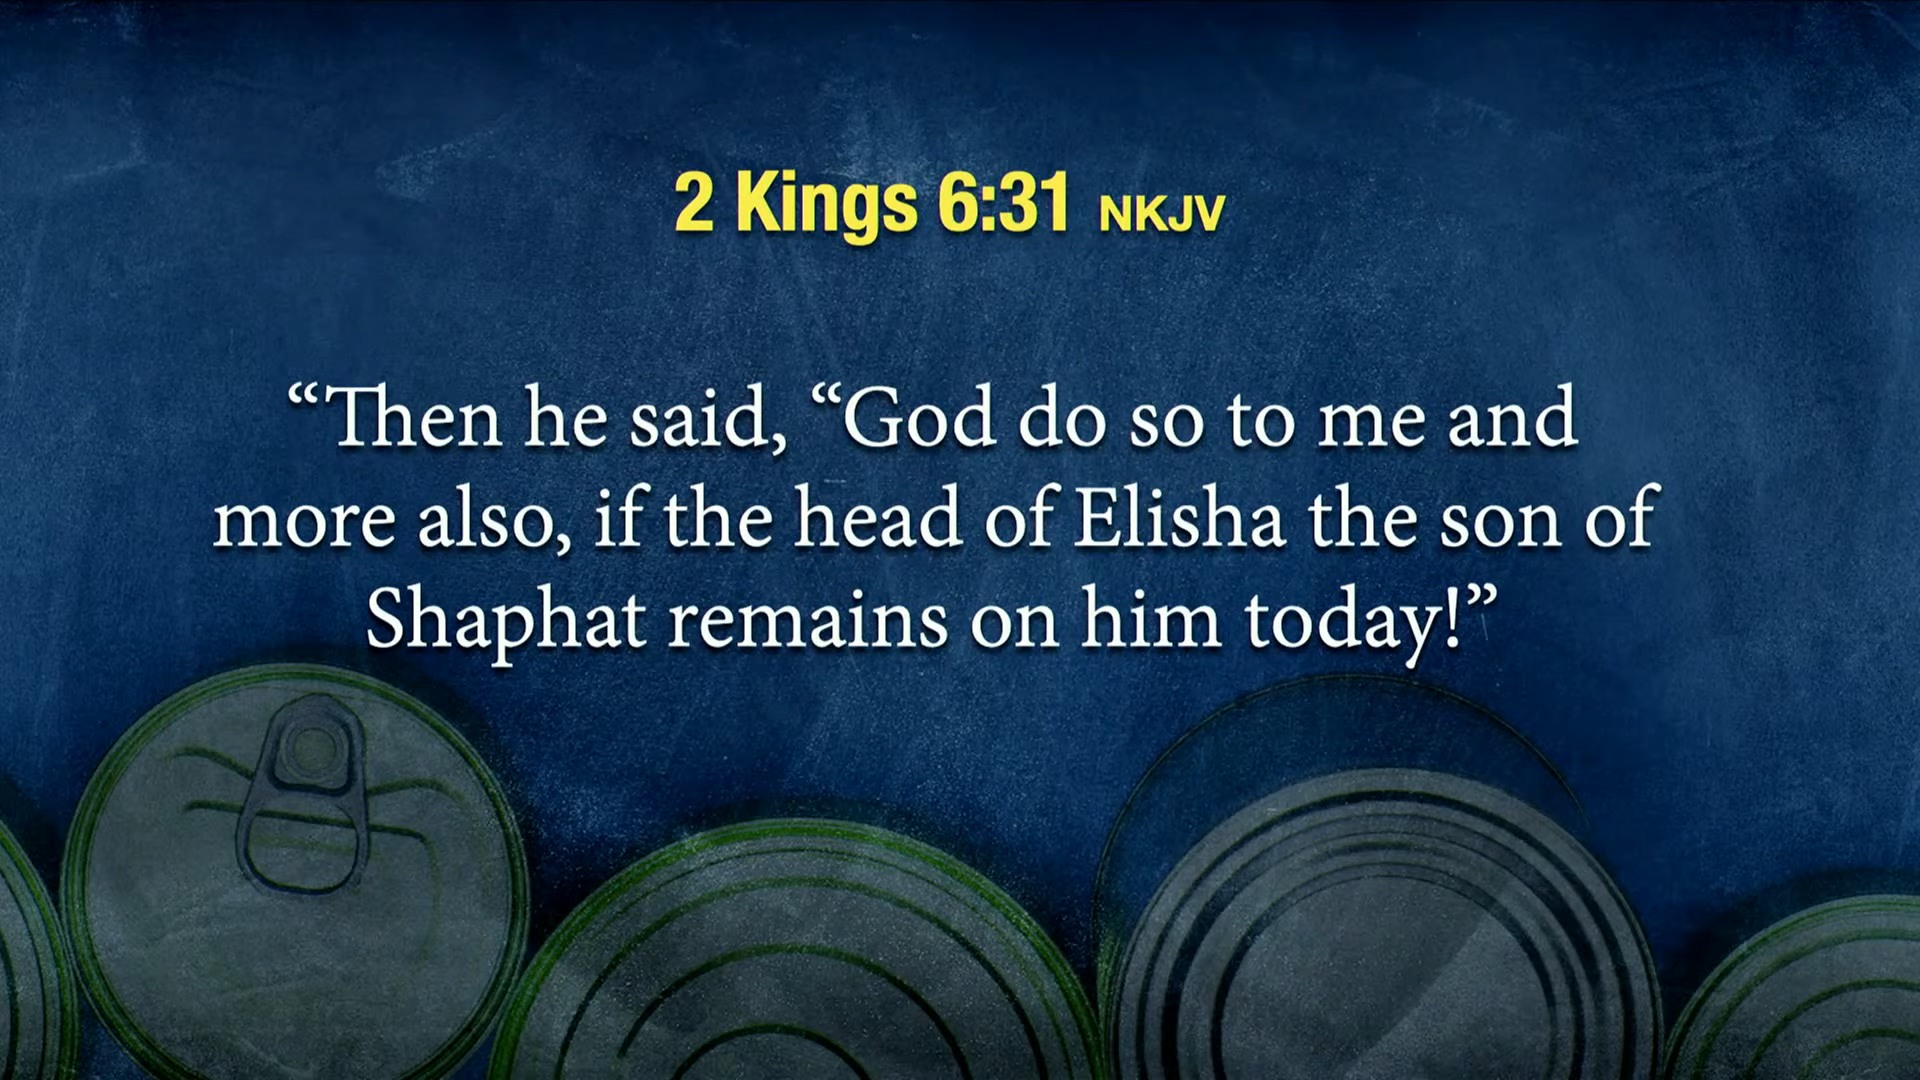 2 Kings 6:31 NKJV
“Then he said, “God do so to me and
more also, if the head of Elisha the son of
Shaphat remains on him today!”